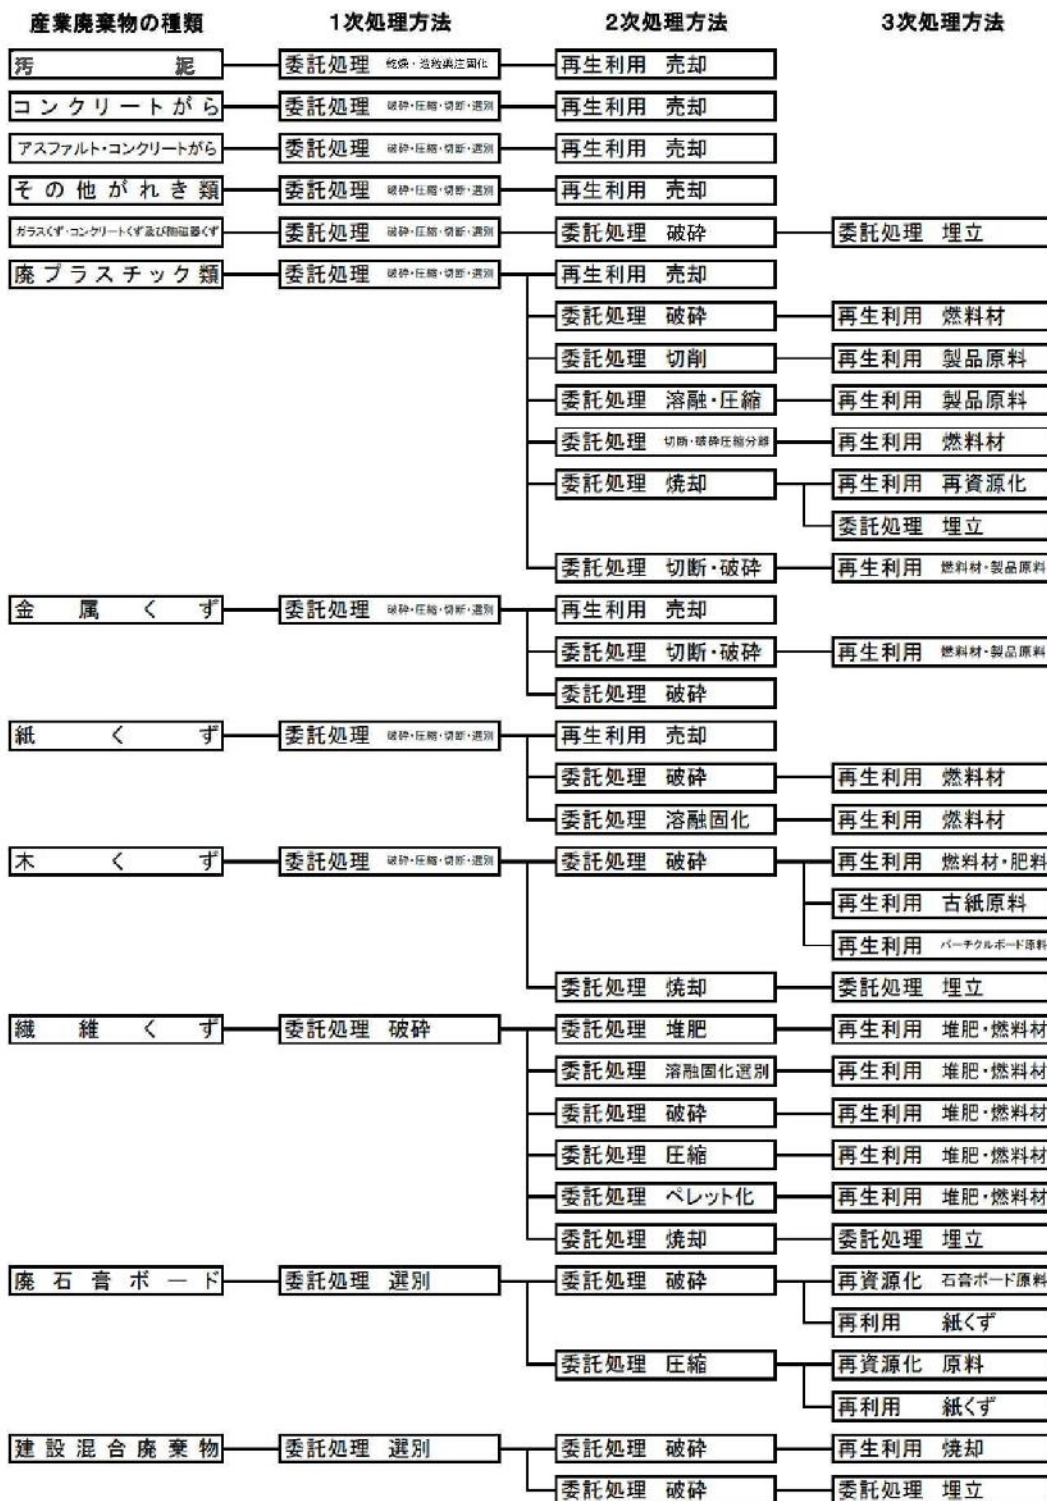 産業廃棄物の種類 1次処理方法 2次処理方法 3次処理方法
汚泥 委託処理 乾燥・造粒薬注固化 再生利用 売却
コンクリートがら 委託処理 破砕・圧縮・切断・選別 再生利用 売却
アスファルト・コンクリートがら 委託処理 破砕・圧縮・切断・選別 再生利用 売却
その他がれき類 委託処理 破砕・圧縮・切断・選別 再生利用 売却
ガラスくず・コンクリートくず及び陶磁器くず 委託処理 破砕・圧縮・切断・選別 委託処理 破砕 委託処理 埋立
廃プラスチック類 委託処理 破砕・圧縮・切断・選別 再生利用 売却
委託処理 破砕 再生利用 燃料材
委託処理 切削 再生利用 製品原料
委託処理 溶融・圧縮 再生利用 製品原料
委託処理 切断・破砕圧縮分離 再生利用 燃料材
委託処理 焼却 再生利用 再資源化
委託処理 埋立
委託処理 切断・破砕 再生利用 燃料材・製品原料
金属くず 委託処理 破砕・圧縮・切断・選別 再生利用 売却
委託処理 切断・破砕 再生利用 燃料材・製品原料
委託処理 破砕
紙くず 委託処理 破砕・圧縮・切断・選別 再生利用 売却
委託処理 破砕 再生利用 燃料材
委託処理 溶融固化 再生利用 燃料材
木くず 委託処理 破砕・圧縮・切断・選別 委託処理 破砕 再生利用 燃料材・肥料
再生利用 古紙原料
再生利用 パーチクルボード原料
委託処理 焼却 委託処理 埋立
繊維くず 委託処理 破砕 委託処理 堆肥 再生利用 堆肥・燃料材
委託処理 溶融固化選別 再生利用 堆肥・燃料材
委託処理 破砕 再生利用 堆肥・燃料材
委託処理 圧縮 再生利用 堆肥・燃料材
委託処理 ペレット化 再生利用 堆肥・燃料材
委託処理 焼却 委託処理 埋立
廃石膏ボード 委託処理 選別 委託処理 破砕 再資源化 石膏ボード原料
再利用 紙くず
委託処理 圧縮 再資源化 原料
再利用 紙くず
建設混合廃棄物 委託処理 選別 委託処理 破砕 再生利用 焼却
委託処理 破砕 委託処理 埋立